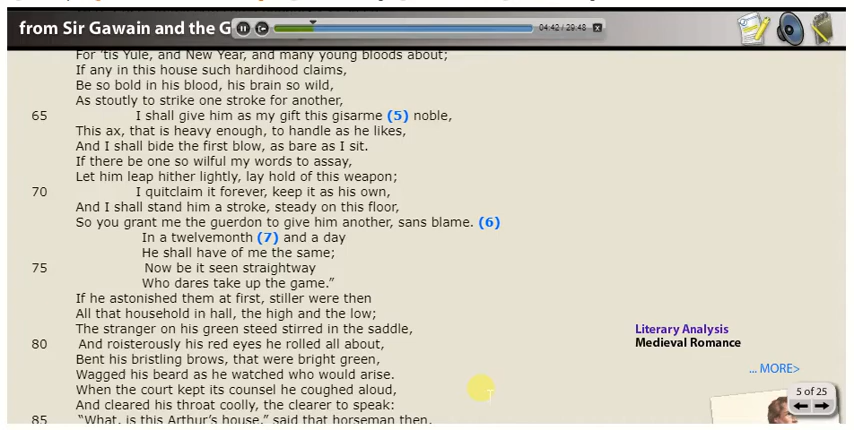 from Sir Gawain and the G
04:42 / 29:48
For 'tis Yule, and New Year, and many young bloods about;
If any in this house such hardihood claims,
Be so bold in his blood, his brain so wild,
As stoutly to strike one stroke for another,
65 I shall give him as my gift this gisarme (5) noble,
This ax, that is heavy enough, to handle as he likes,
And I shall bide the first blow, as bare as I sit.
If there be one so wilful my words to assay,
Let him leap hither lightly, lay hold of this weapon;
70 I quitclaim it forever, keep it as his own,
And I shall stand him a stroke, steady on this floor,
So you grant me the guerdon to give him another, sans blame. (6)
In a twelvemonth (7) and a day
He shall have of me the same;
75 Now be it seen straightway
Who dares take up the game."
If he astonished them at first, stiller were then
All that household in hall, the high and the low;
The stranger on his green steed stirred in the saddle,
80 And roisterously his red eyes he rolled all about,
Bent his bristling brows, that were bright green,
Wagged his beard as he watched who would arise.
When the court kept its counsel he coughed aloud,
And cleared his throat coolly, the clearer to speak:
85 "What, is this Arthur's house," said that horseman then,
Literary Analysis
Medieval Romance
... MORE>
5 of 25